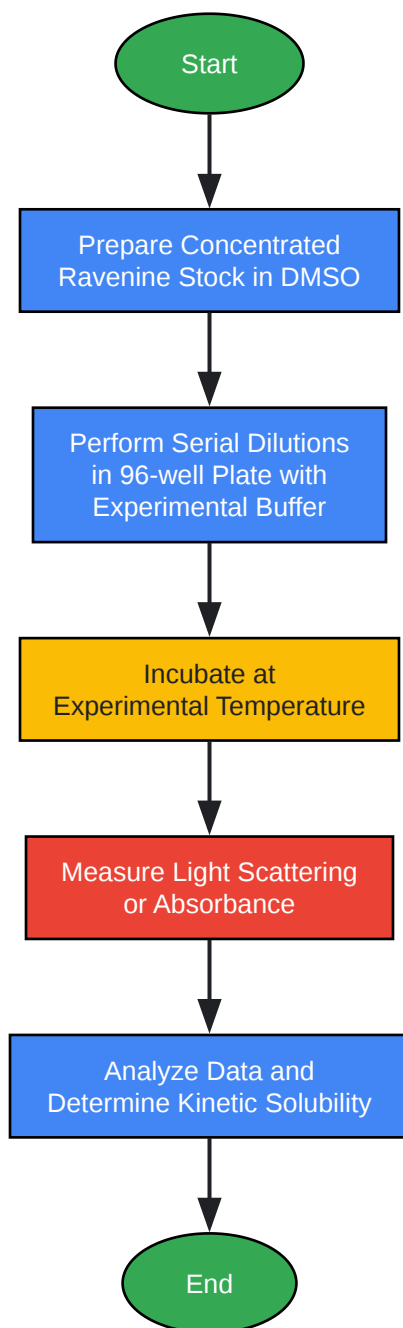 Start
Prepare Concentrated
Ravenine Stock in DMSO
Perform Serial Dilutions
in 96-well Plate with
Experimental Buffer
Incubate at
Experimental Temperature
Measure Light Scattering
or Absorbance
Analyze Data and
Determine Kinetic Solubility
End